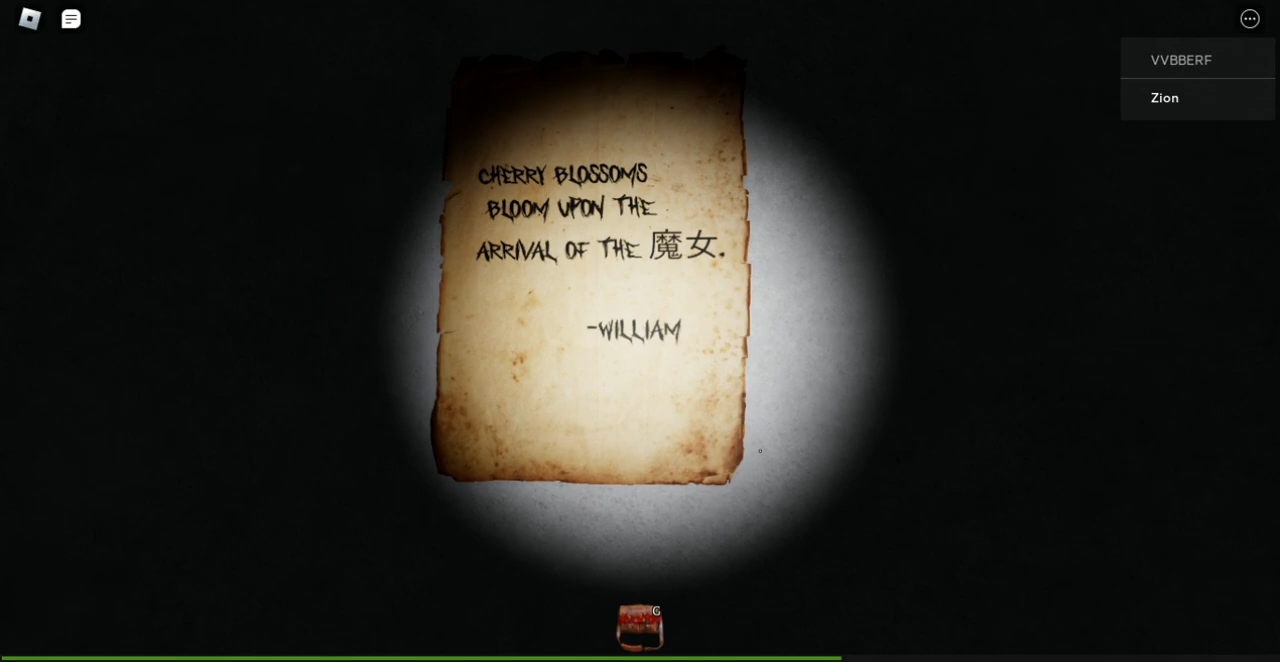 VVBBERF
Zion
CHERRY BLOSSOMS
BLOOM UPON THE
ARRIVAL OF THE 魔女.
-WILLIAM
G